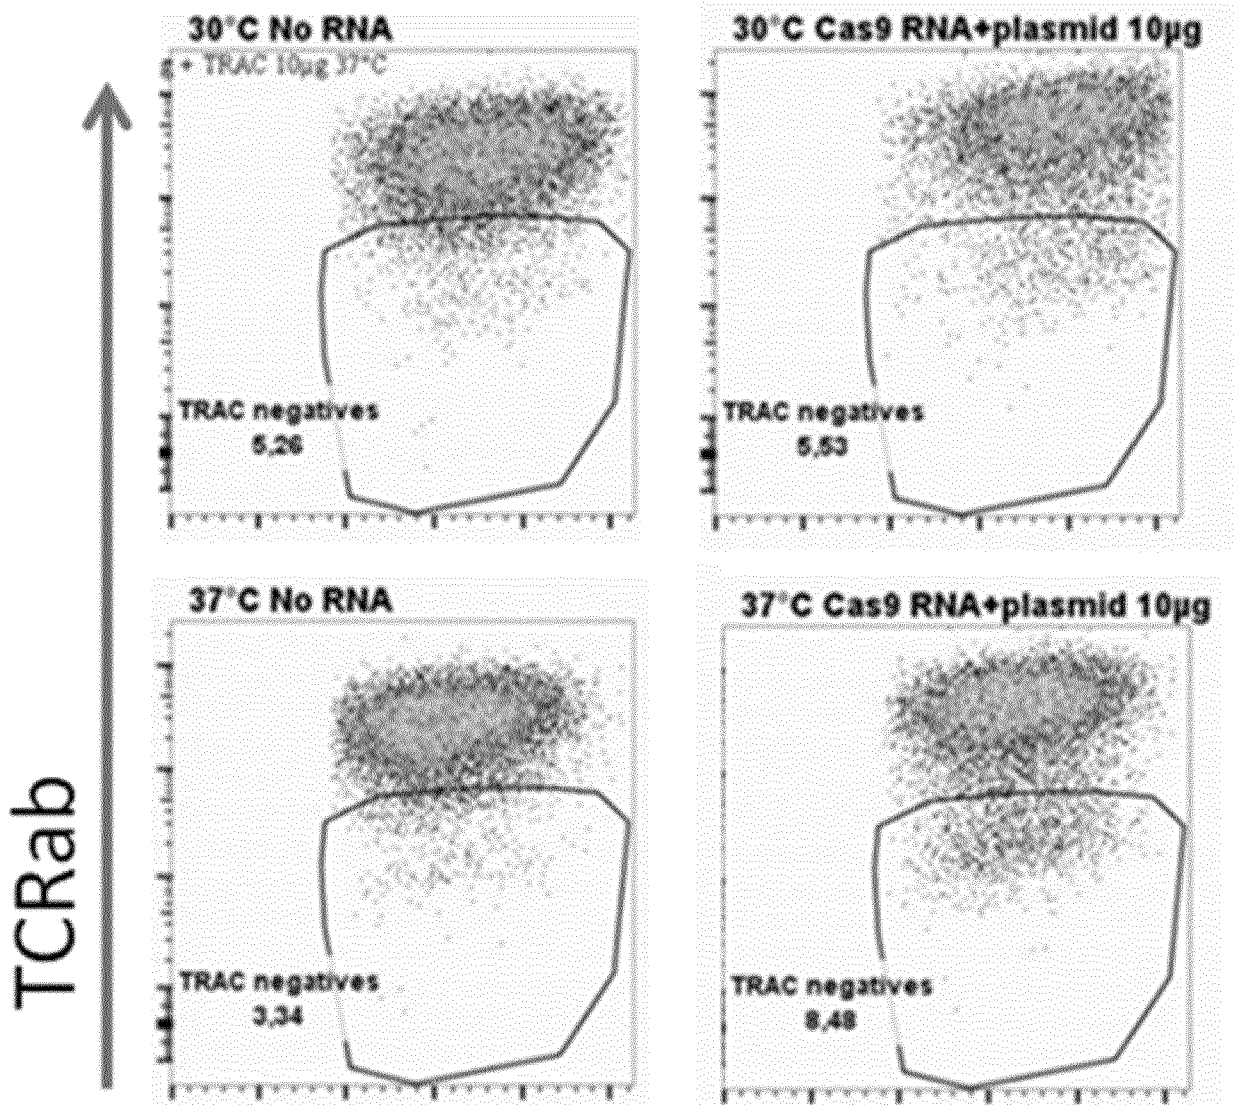 30°C No RNA
+ TRAC 10µg 37°C
TRAC negatives
5,26
30°C Cas9 RNA+plasmid 10µg
TRAC negatives
5,53
37°C No RNA
TRAC negatives
3,34
37°C Cas9 RNA+plasmid 10µg
TRAC negatives
8,48
TCRab